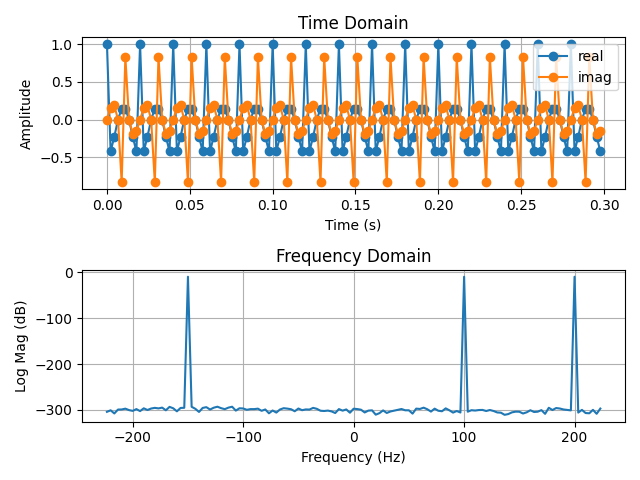 Time Domain
1.0
0.5
0.0
−0.5
Amplitude
real
imag
0.00 0.05 0.10 0.15 0.20 0.25 0.30
Time (s)
Frequency Domain
0
−100
−200
−300
Log Mag (dB)
−200 −100 0 100 200
Frequency (Hz)